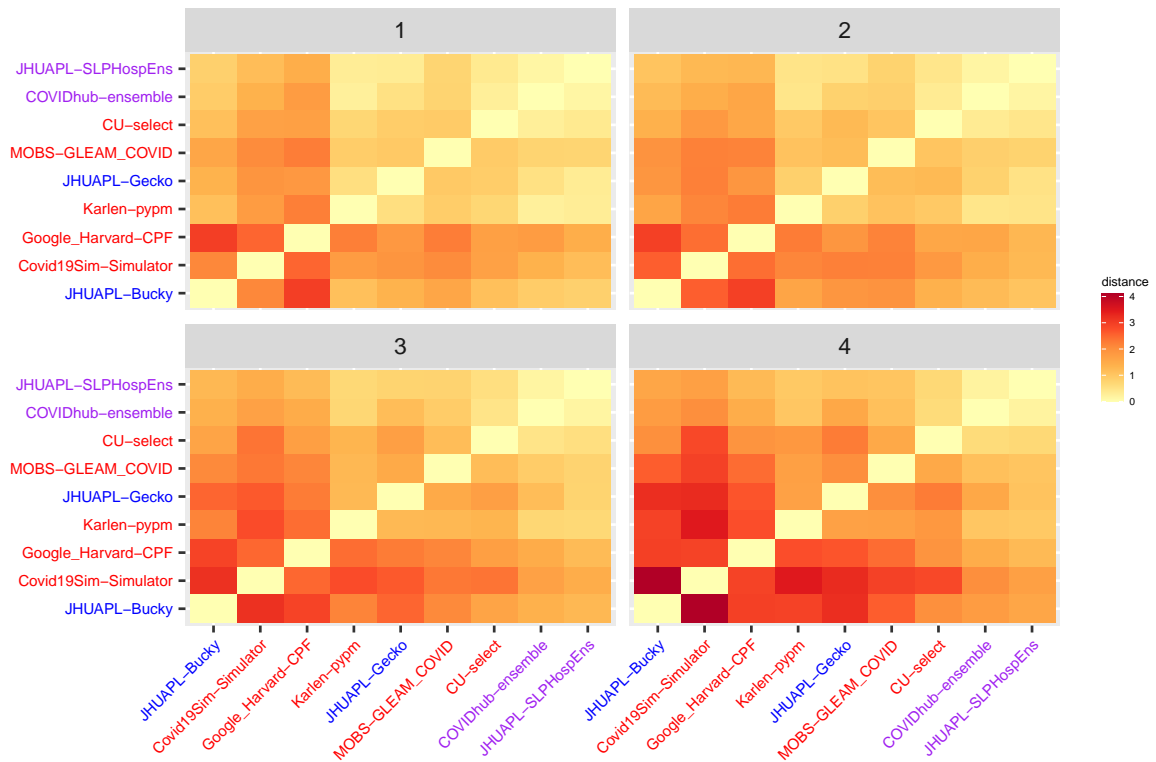 1
2
JHUAPL−SLPHospEns
COVIDhub−ensemble
CU−select
MOBS−GLEAM_COVID
JHUAPL−Gecko
Karlen−pypm
Google_Harvard−CPF
Covid19Sim−Simulator
JHUAPL−Bucky
3
4
JHUAPL−SLPHospEns
COVIDhub−ensemble
CU−select
MOBS−GLEAM_COVID
JHUAPL−Gecko
Karlen−pypm
Google_Harvard−CPF
Covid19Sim−Simulator
JHUAPL−Bucky
JHUAPL−Bucky
Covid19Sim−Simulator
Google_Harvard−CPF
Karlen−pypm
JHUAPL−Gecko
MOBS−GLEAM_COVID
CU−select
COVIDhub−ensemble
JHUAPL−SLPHospEns
JHUAPL−Bucky
Covid19Sim−Simulator
Google_Harvard−CPF
Karlen−pypm
JHUAPL−Gecko
MOBS−GLEAM_COVID
CU−select
COVIDhub−ensemble
JHUAPL−SLPHospEns
distance
4
3
2
1
0